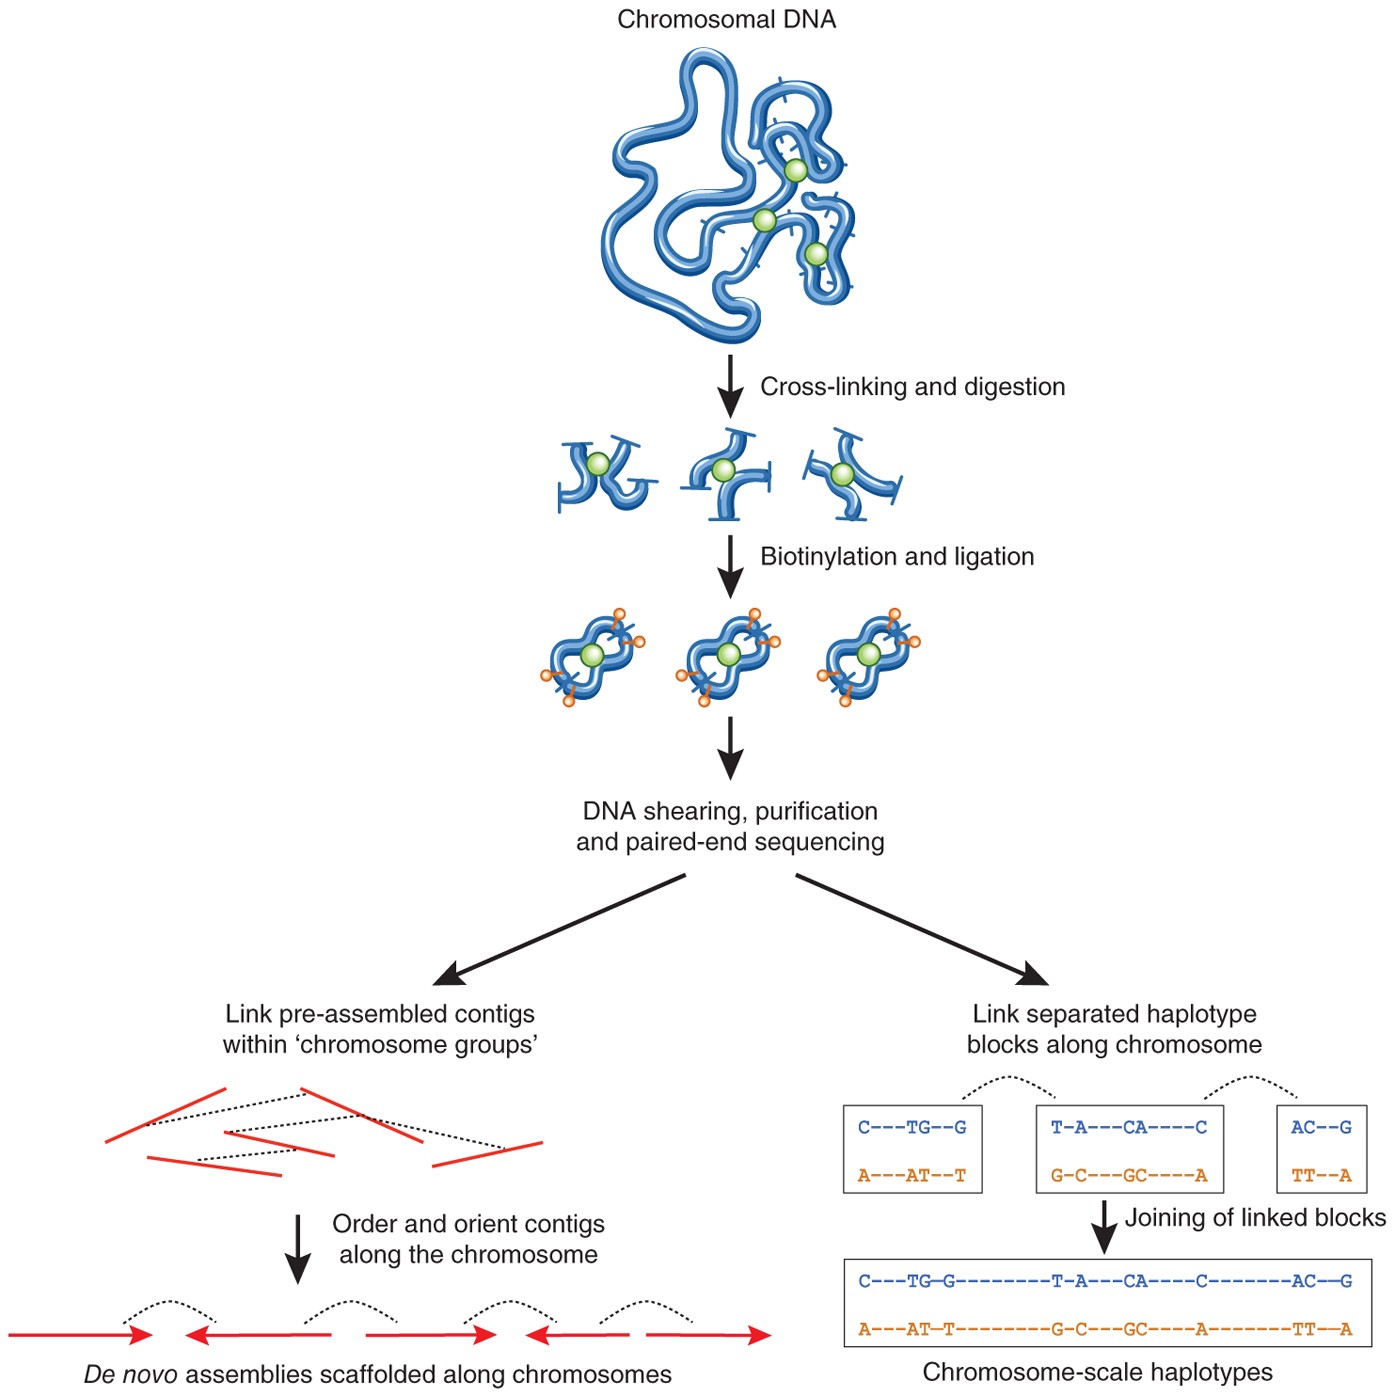 Chromosomal DNA
Cross-linking and digestion
Biotinylation and ligation
DNA shearing, purification
and paired-end sequencing
Link pre-assembled contigs
within ‘chromosome groups’
Order and orient contigs
along the chromosome
De novo assemblies scaffolded along chromosomes
Link separated haplotype
blocks along chromosome
C---TG--G
A---AT--T
T-A---CA----C
G-C---GC----A
AC--G
TT--A
Joining of linked blocks
C---TG-G--------T-A---CA----C-------AC--G
A---AT-T--------G-C---GC----A-------TT--A
Chromosome-scale haplotypes